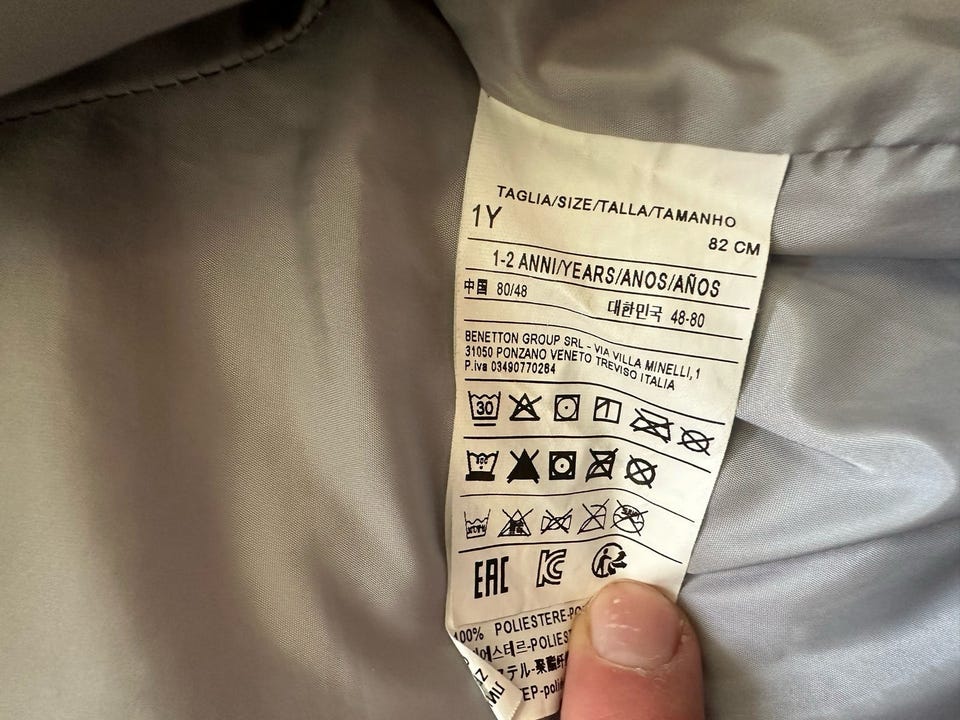 TAGLIA/SIZE/TALLA/TAMANHO
1Y 82 CM
1-2 ANNI/YEARS/ANOS/AÑOS
中国 80/48 대한민국 48-80
BENETTON GROUP SRL - VIA VILLA MINELLI,1
31050 PONZANO VENETO TREVISO ITALIA
P.iva 03490770264
30
EAC
100% POLIESTERE-